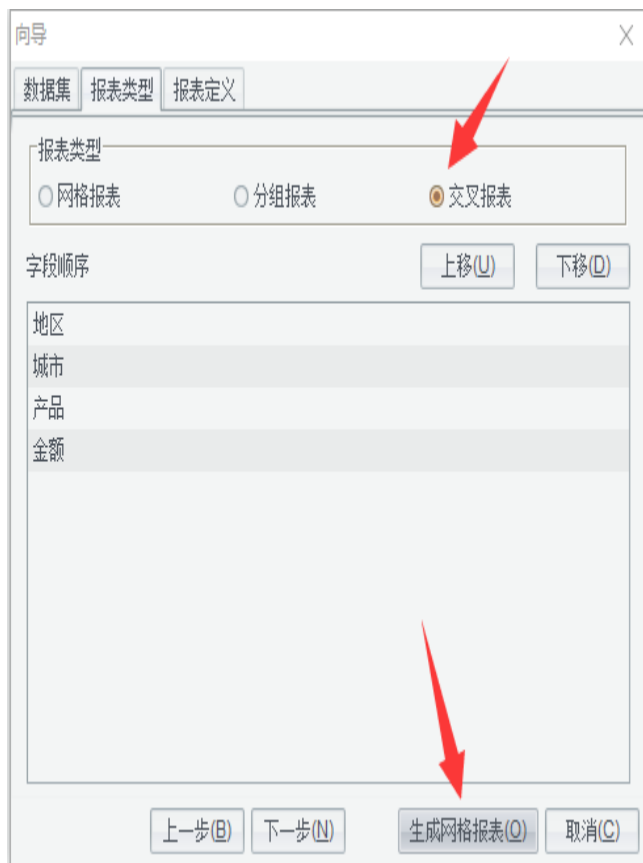 向导
数据集 报表类型 报表定义
报表类型
网格报表 分组报表 交叉报表
字段顺序 上移(U) 下移(D)
地区
城市
产品
金额
上一步(B) 下一步(N) 生成网格报表(O) 取消(C)